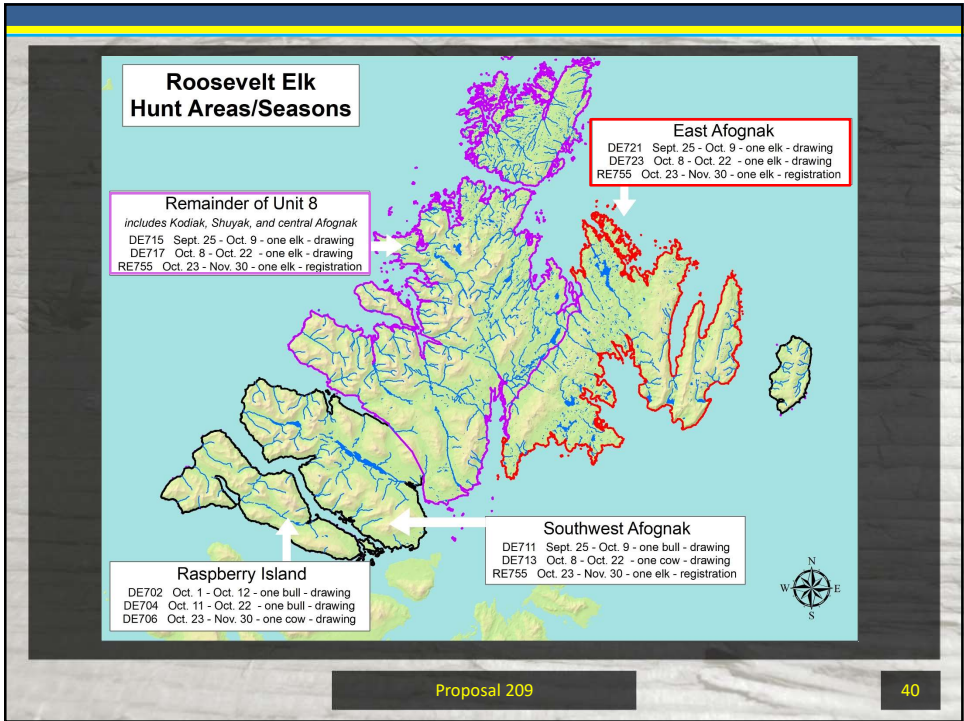 Roosevelt Elk
Hunt Areas/Seasons
East Afognak
DE721 Sept. 25 - Oct. 9 - one elk - drawing
DE723 Oct. 8 - Oct. 22 - one elk - drawing
RE755 Oct. 23 - Nov. 30 - one elk - registration
Remainder of Unit 8
includes Kodiak, Shuyak, and central Afognak
DE715 Sept. 25 - Oct. 9 - one elk - drawing
DE717 Oct. 8 - Oct. 22 - one elk - drawing
RE755 Oct. 23 - Nov. 30 - one elk - registration
Southwest Afognak
DE711 Sept. 25 - Oct. 9 - one bull - drawing
DE713 Oct. 8 - Oct. 22 - one cow - drawing
RE755 Oct. 23 - Nov. 30 - one elk - registration
Raspberry Island
DE702 Oct. 1 - Oct. 12 - one bull - drawing
DE704 Oct. 11 - Oct. 22 - one bull - drawing
DE706 Oct. 23 - Nov. 30 - one cow - drawing
N
W E
S
Proposal 209
40